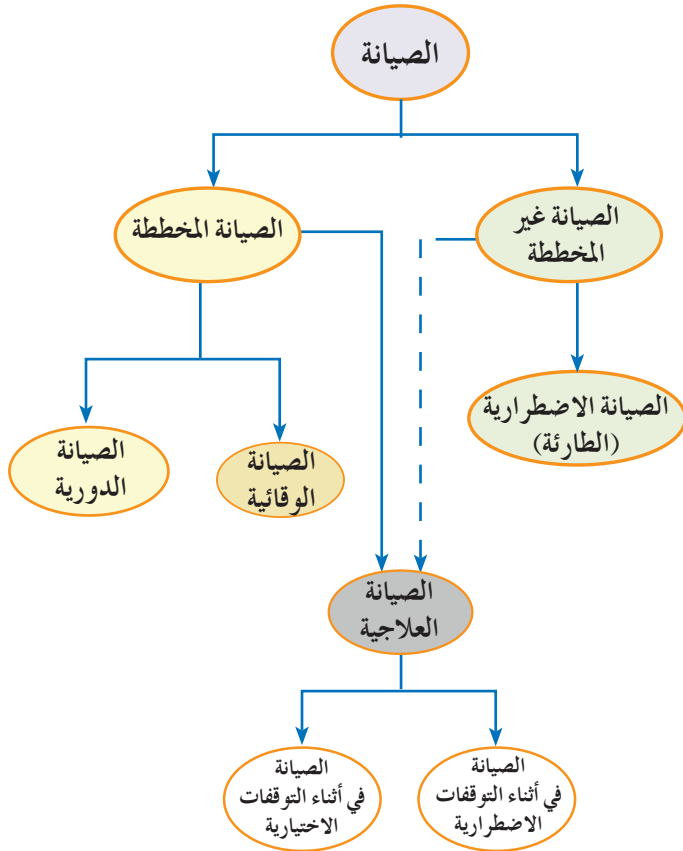 الصيانة
الصيانة غير
المخططة
الصيانة المخططة
الصيانة الاضطرارية
(الطارئة)
الصيانة
الوقائية
الصيانة
الدورية
الصيانة
العلاجية
الصيانة
في أثناء التوقفات
الاضطرارية
الصيانة
في أثناء التوقفات
الاختيارية